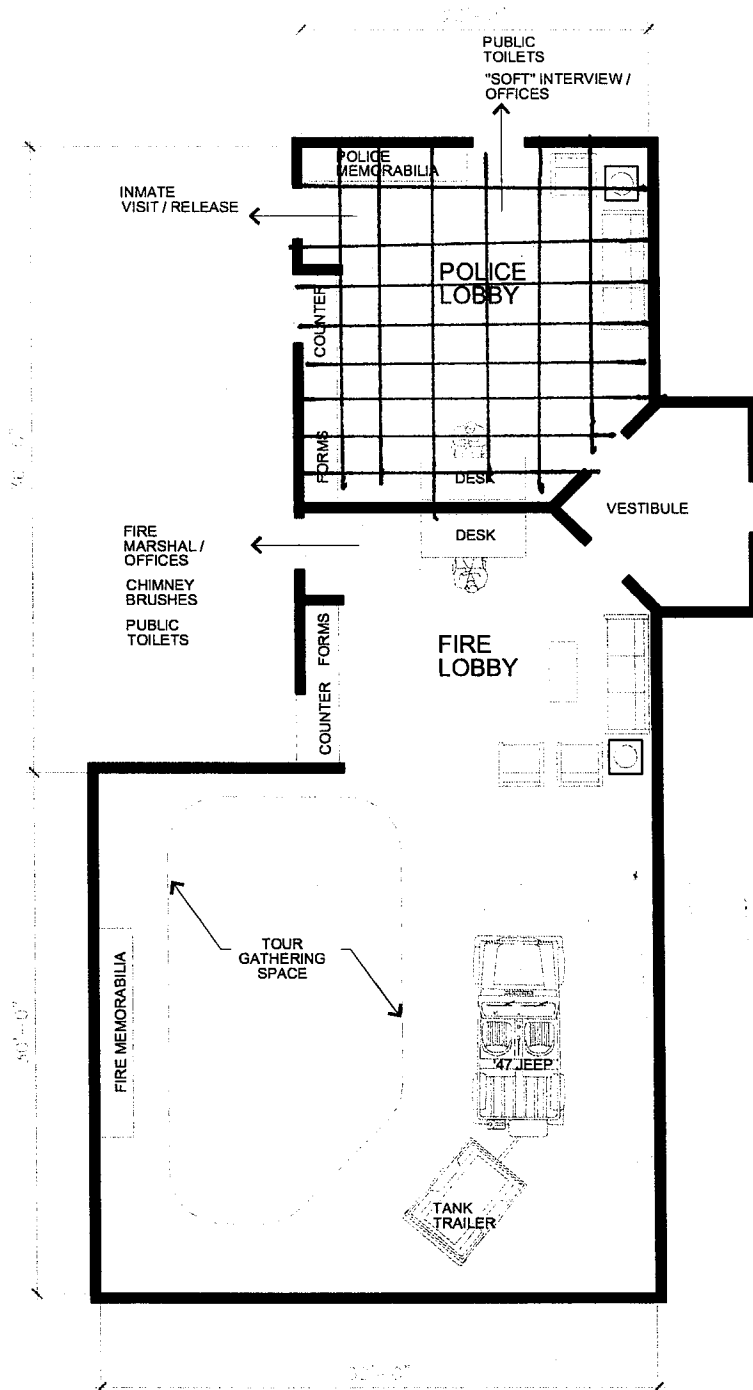 PUBLIC
TOILETS
"SOFT" INTERVIEW /
OFFICES
POLICE
MEMORABILIA
INMATE
VISIT / RELEASE
POLICE
LOBBY
COUNTER
FORMS
DESK
VESTIBULE
DESK
FIRE
MARSHAL /
OFFICES
CHIMNEY
BRUSHES
PUBLIC
TOILETS
FIRE
LOBBY
FORMS
COUNTER
TOUR
GATHERING
SPACE
FIRE MEMORABILIA
'47 JEEP
TANK
TRAILER